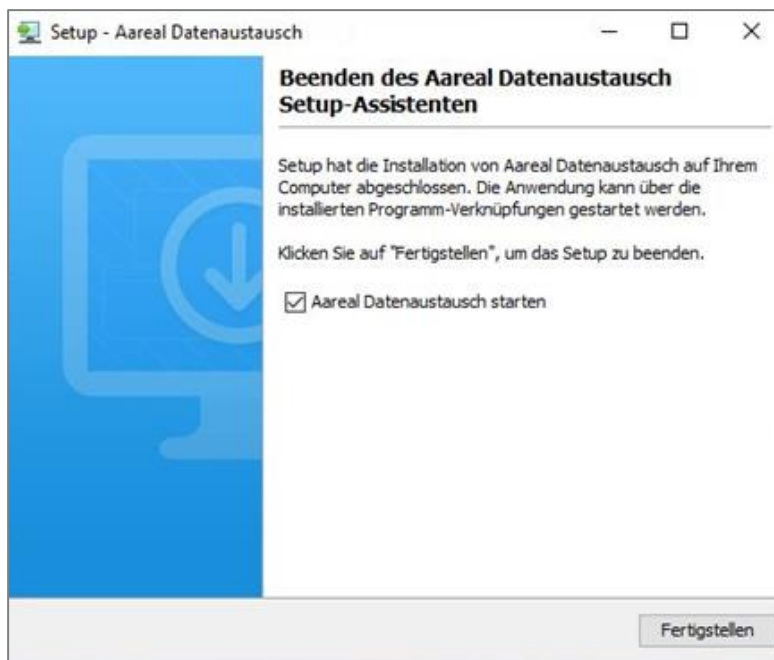 Setup - Aareal Datenaustausch
Beenden des Aareal Datenaustausch
Setup-Assistenten
Setup hat die Installation von Aareal Datenaustausch auf Ihrem
Computer abgeschlossen. Die Anwendung kann über die
installierten Programm-Verknüpfungen gestartet werden.
Klicken Sie auf "Fertigstellen", um das Setup zu beenden.
Aareal Datenaustausch starten
Fertigstellen